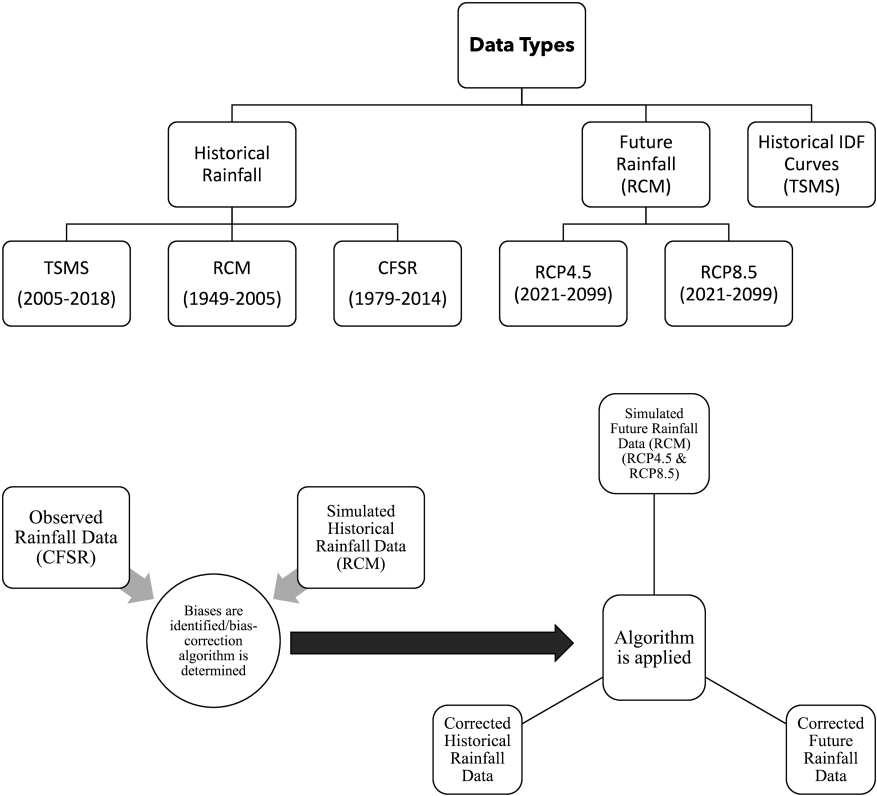 Data Types
Historical
Rainfall
Future
Rainfall
(RCM)
Historical IDF
Curves
(TSMS)
TSMS
(2005-2018)
RCM
(1949-2005)
CFSR
(1979-2014)
RCP4.5
(2021-2099)
RCP8.5
(2021-2099)
Observed
Rainfall Data
(CFSR)
Simulated
Historical
Rainfall Data
(RCM)
Biases are
identified/bias-
correction
algorithm is
determined
Simulated
Future Rainfall
Data (RCM)
(RCP4.5 &
RCP8.5)
Algorithm
is applied
Corrected
Historical
Rainfall
Data
Corrected
Future
Rainfall
Data